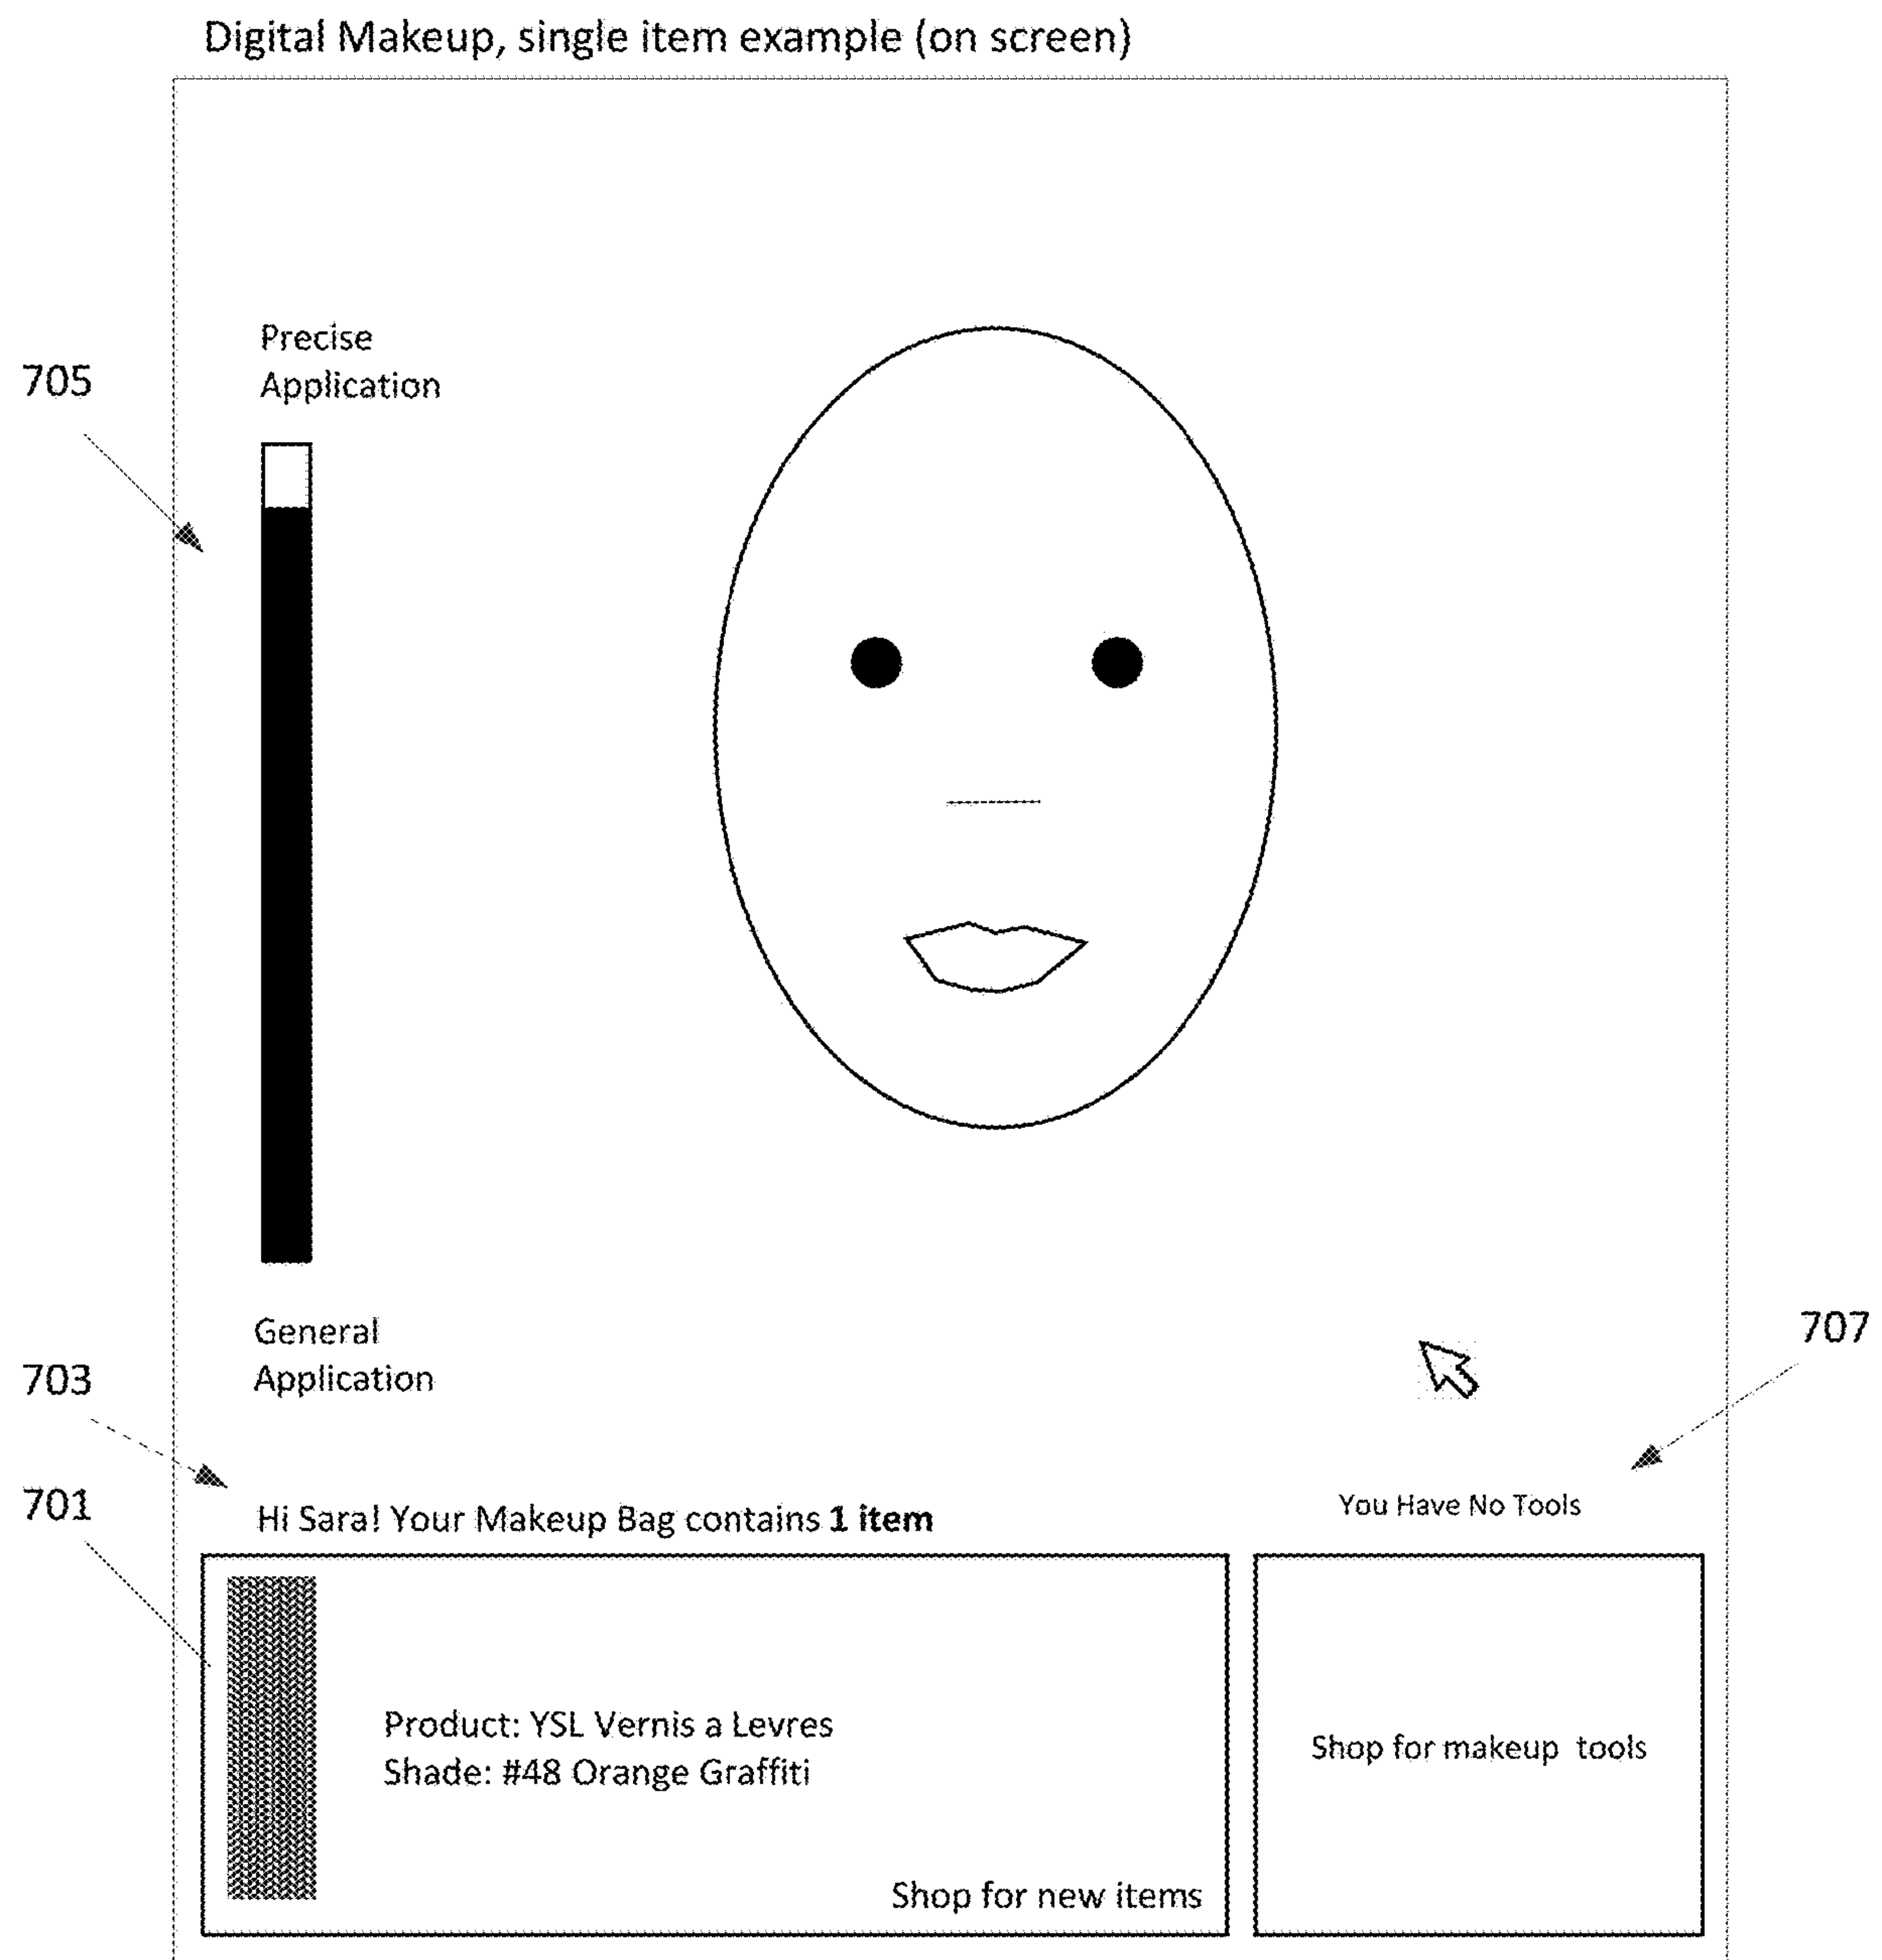 Digital Makeup, single item example (on screen)
Precise
Application
705
General
Application
703
707
701
Hi Sara! Your Makeup Bag contains 1 item
You Have No Tools
Product: YSL Vernis a Levres
Shade: #48 Orange Graffiti
Shop for new items
Shop for makeup tools